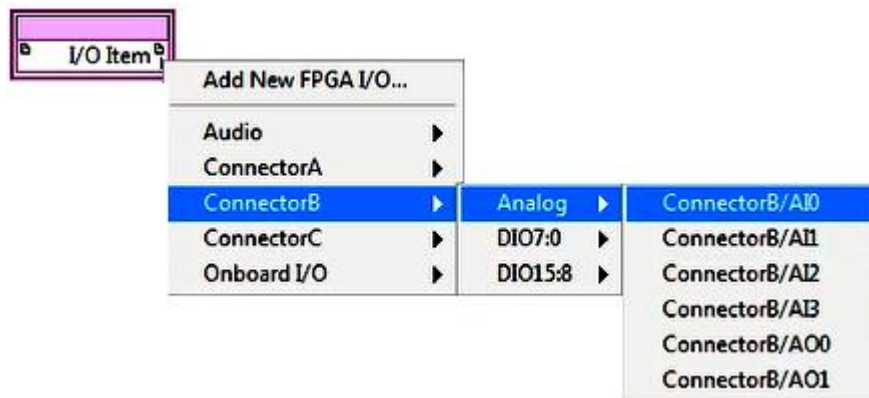 I/O Item
Add New FPGA I/O...
Audio
ConnectorA
ConnectorB
ConnectorC
Onboard I/O
Analog
DIO7:0
DIO15:8
ConnectorB/AI0
ConnectorB/AI1
ConnectorB/AI2
ConnectorB/AI3
ConnectorB/AO0
ConnectorB/AO1